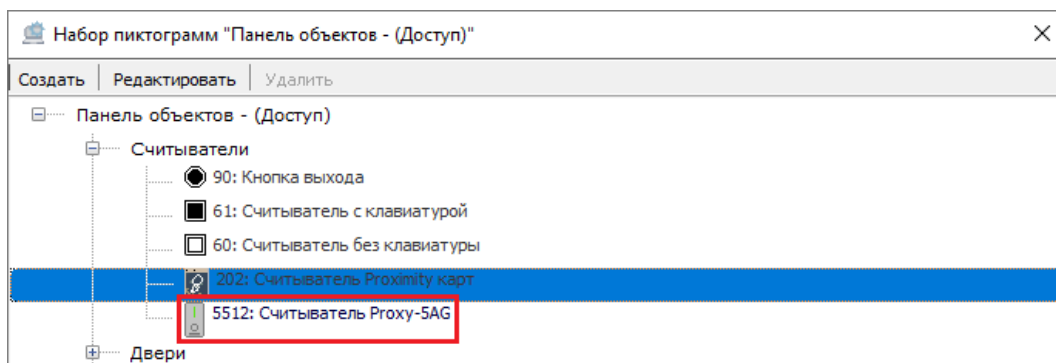 Набор пиктограмм "Панель объектов - (Доступ)"
Создать Редактировать Удалить
Панель объектов - (Доступ)
Считыватели
90: Кнопка выхода
61: Считыватель с клавиатурой
60: Считыватель без клавиатуры
202: Считыватель Proximity карт
5512: Считыватель Proxy-5AG
Двери